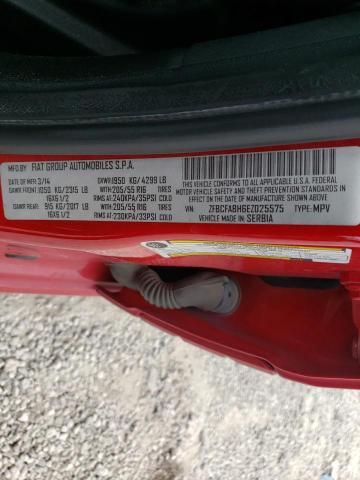 MFD BY: FIAT GROUP AUTOMOBILES S.P.A.
DATE OF MFR: 3/14 GVWR: 1950 KG / 4299 LB
GAWR FRONT: 1050 KG/2315 LB WITH 205/55 R16 TIRES
16X6 1/2 RIMS AT: 240KPA/35PSI COLD
GAWR REAR: 915 KG/2017 LB WITH 205/55 R16 TIRES
16X6 1/2 RIMS AT: 230KPA/33PSI COLD
THIS VEHICLE CONFORMS TO ALL APPLICABLE U.S.A. FEDERAL
MOTOR VEHICLE SAFETY, BUMPER, AND THEFT PREVENTION
STANDARDS IN EFFECT ON THE DATE OF MANUFACTURE SHOWN ABOVE.
VIN: ZFBCFABH6EZ025575 TYPE: MPV
MADE IN SERBIA